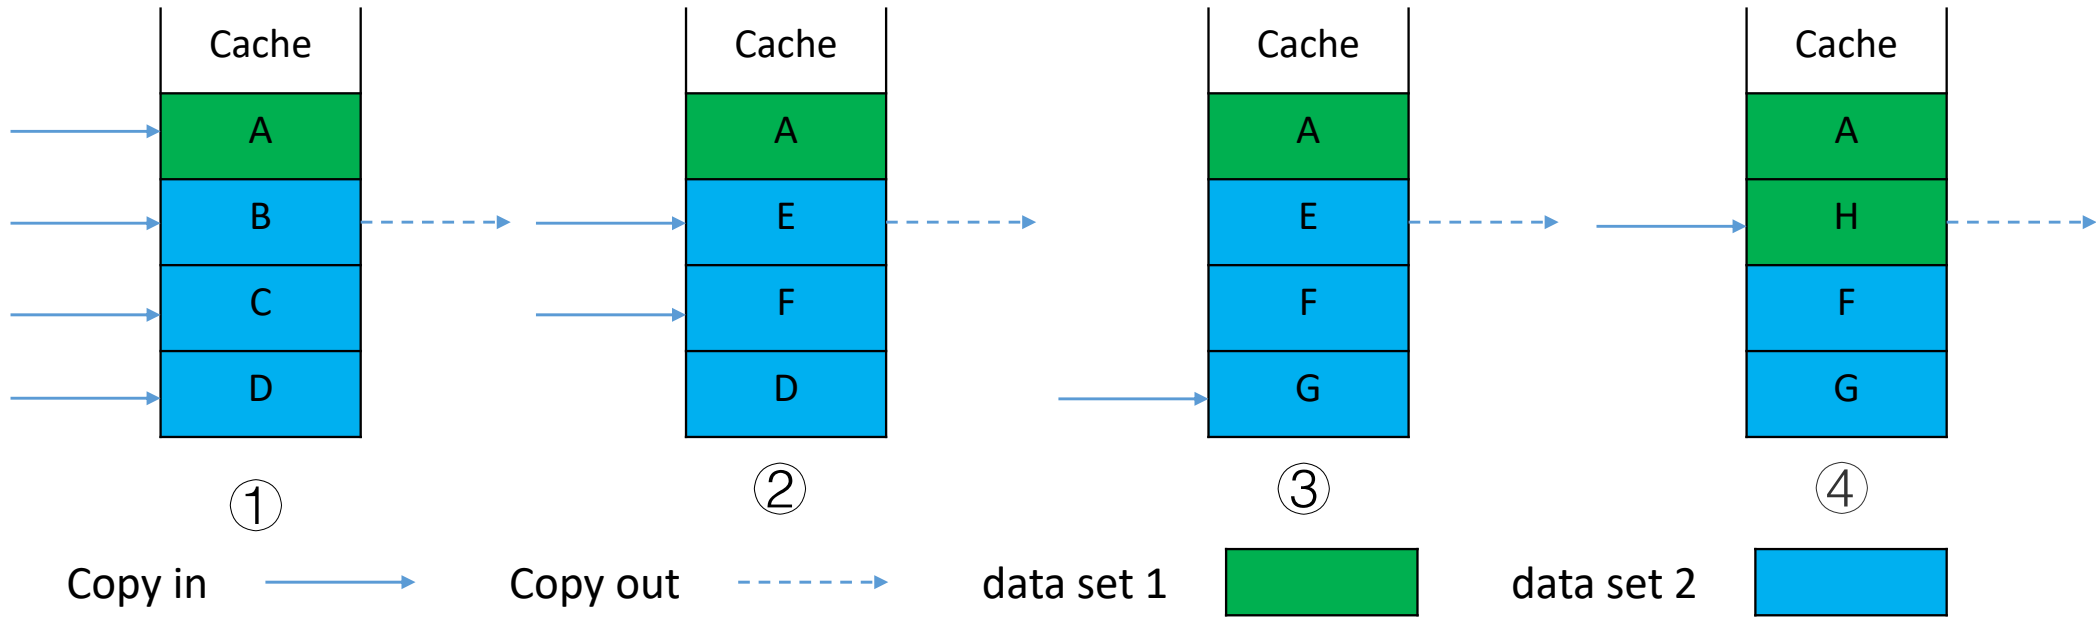 Cache Cache Cache Cache
A A A A
B E E H
C F F F
D D G G
① ② ③ ④
Copy in Copy out data set 1 data set 2